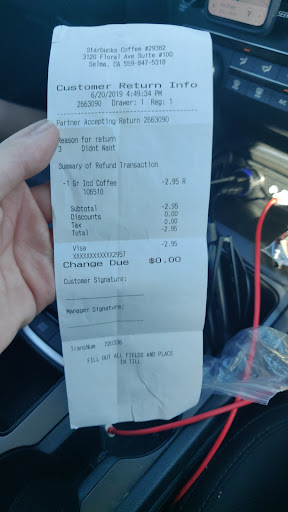 Starbucks Coffee #29382
3120 Floral Ave Suite #100
Selma, CA 559-847-5318
Customer Return Info
6/20/2019 4:49:34 PM
2663090 Drawer: 1 Reg: 1
Partner Accepting Return 2663090
Reason for return
3 Didnt Want
Summary of Refund Transaction
-1 Gr Icd Coffee -2.95 R
106510
Subtotal -2.95
Discounts 0.00
Tax 0.00
Total -2.95
Visa -2.95
XXXXXXXXXXXX2957
Change Due $0.00
Customer Signature:
Manager Signature:
TransNum 720336
FILL OUT ALL FIELDS AND PLACE
IN TILL